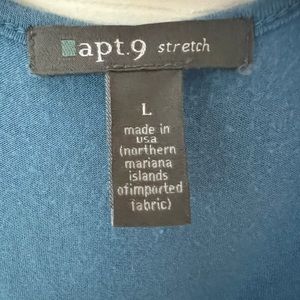 apt.9 stretch
L
made in
usa
(northern
mariana
islands
ofimported
fabric)